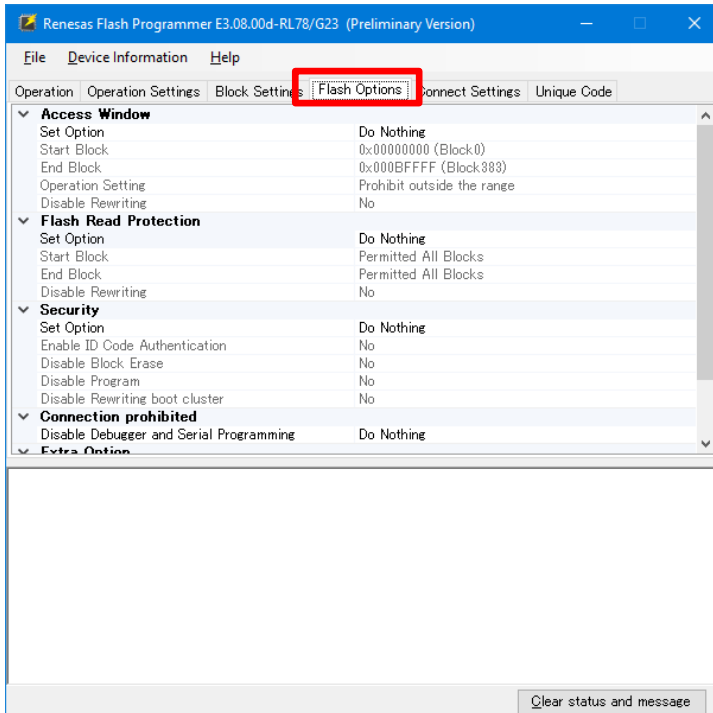 Renesas Flash Programmer E3.08.00d-RL78/G23 (Preliminary Version)
File Device Information Help
Operation Operation Settings Block Settings Flash Options Connect Settings Unique Code
Access Window
Set Option Do Nothing
Start Block 0x00000000 (Block0)
End Block 0x000BFFFF (Block383)
Operation Setting Prohibit outside the range
Disable Rewriting No
Flash Read Protection
Set Option Do Nothing
Start Block Permitted All Blocks
End Block Permitted All Blocks
Disable Rewriting No
Security
Set Option Do Nothing
Enable ID Code Authentication No
Disable Block Erase No
Disable Program No
Disable Rewriting boot cluster No
Connection prohibited
Disable Debugger and Serial Programming Do Nothing
Extra Option
Clear status and message